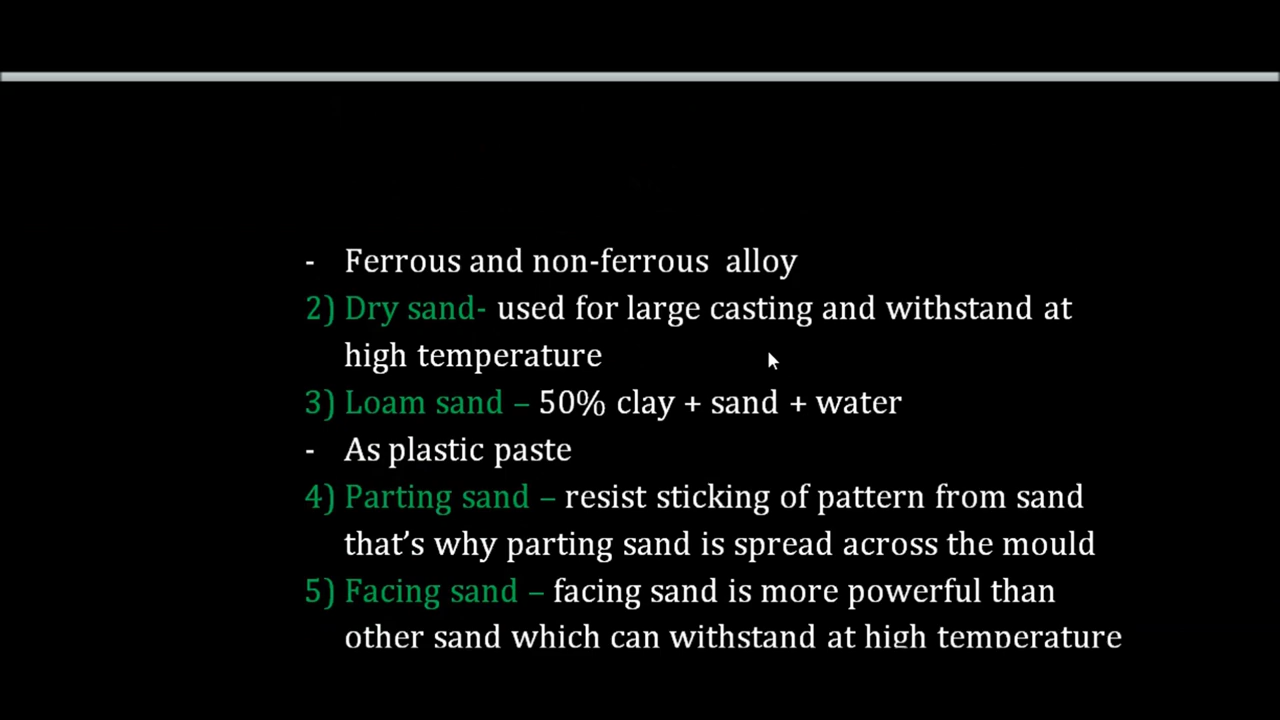 - Ferrous and non-ferrous alloy
2) Dry sand- used for large casting and withstand at
high temperature
3) Loam sand – 50% clay + sand + water
- As plastic paste
4) Parting sand – resist sticking of pattern from sand
that’s why parting sand is spread across the mould
5) Facing sand – facing sand is more powerful than
other sand which can withstand at high temperature